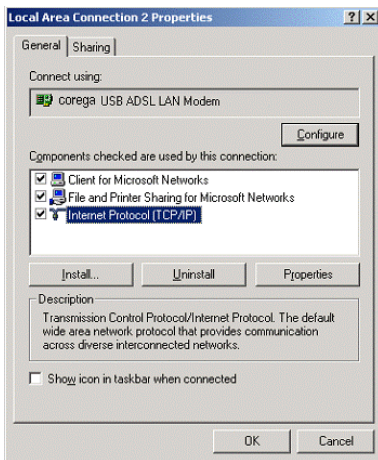 Local Area Connection 2 Properties
General Sharing
Connect using:
corega USB ADSL LAN Modem
Configure
Components checked are used by this connection:
Client for Microsoft Networks
File and Printer Sharing for Microsoft Networks
Internet Protocol (TCP/IP)
Install... Uninstall Properties
Description
Transmission Control Protocol/Internet Protocol. The default
wide area network protocol that provides communication
across diverse interconnected networks.
Show icon in taskbar when connected
OK Cancel